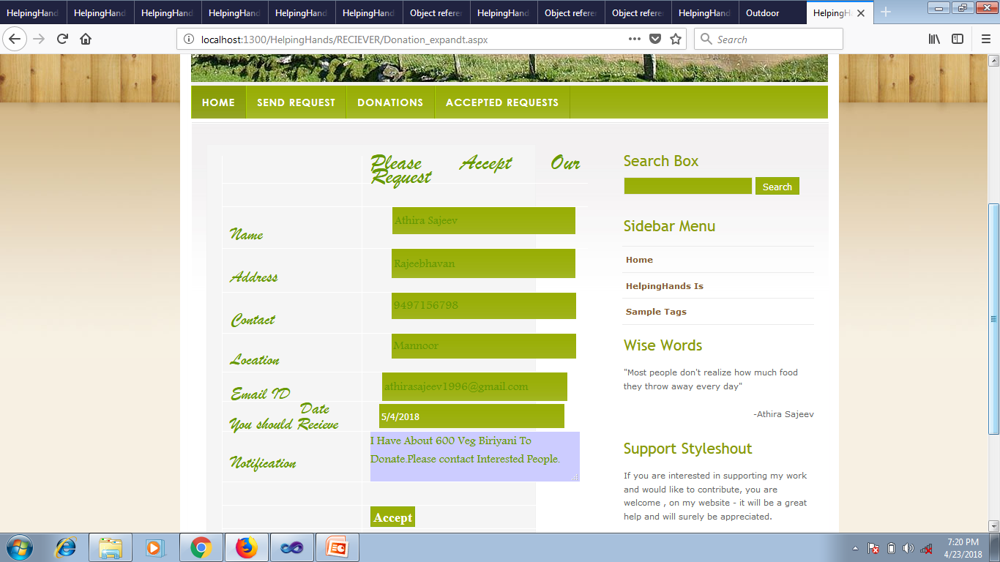 HelpingHand
HelpingHand
HelpingHand
HelpingHand
HelpingHand
HelpingHand
Object referen
HelpingHand
Object referen
Object referen
HelpingHand
Outdoor
HelpingHa
localhost:1300/HelpingHands/RECIEVER/Donation_expandt.aspx
Search
HOME
SEND REQUEST
DONATIONS
ACCEPTED REQUESTS
Please Accept Our
Request
Name
Athira Sajeev
Address
Rajeebhavan
Contact
9497156798
Location
Mannoor
Email ID
athirasajeev1996@gmail.com
Date
You should Recieve
5/4/2018
Notification
I Have About 600 Veg Biriyani To
Donate.Please contact Interested People.
Accept
Search Box
Search
Sidebar Menu
Home
HelpingHands Is
Sample Tags
Wise Words
"Most people don't realize how much food
they throw away every day"
-Athira Sajeev
Support Styleshout
If you are interested in supporting my work
and would like to contribute, you are
welcome , on my website - it will be a great
help and will surely be appreciated.
7:20 PM
4/23/2018